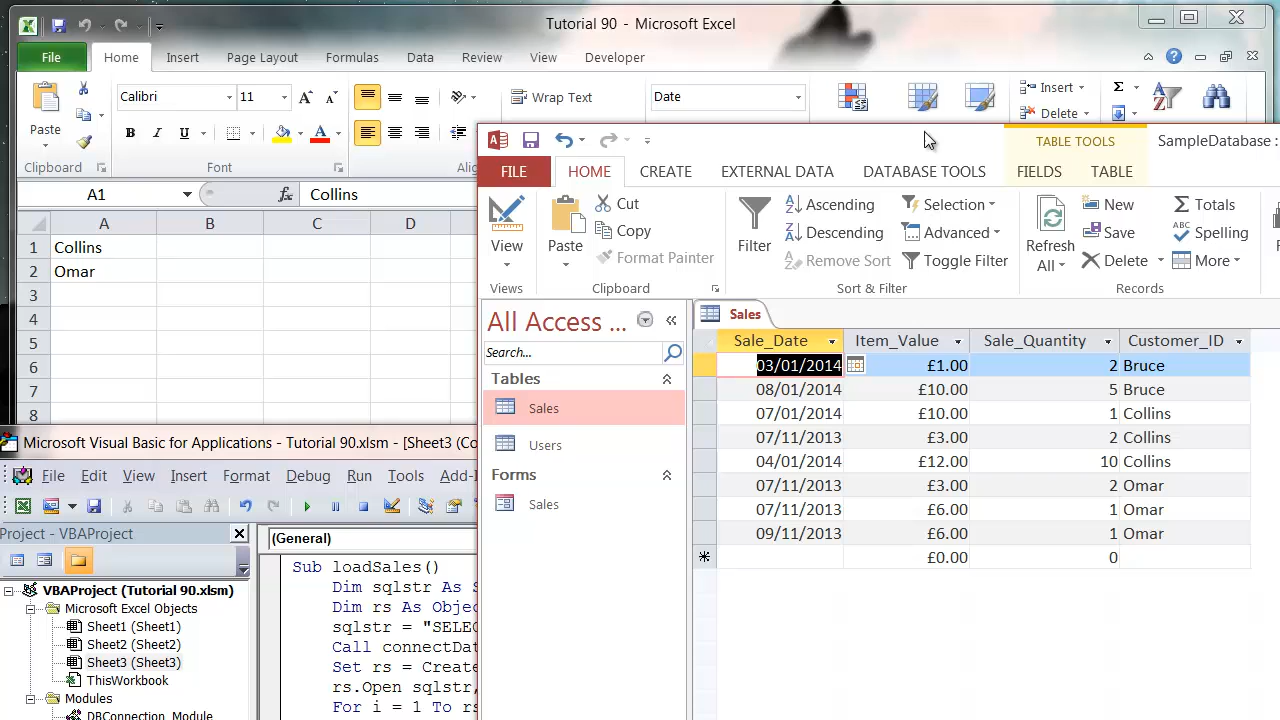 Tutorial 90 - Microsoft Excel
File Home Insert Page Layout Formulas Data Review View Developer
Paste
Calibri 11
Wrap Text
Date
Insert
Delete
B I U
Clipboard Font
A1 fx Collins
A B C D
1 Collins
2 Omar
3
4
5
6
7
8
TABLE TOOLS SampleDatabase :
FILE HOME CREATE EXTERNAL DATA DATABASE TOOLS FIELDS TABLE
View
Paste
Cut
Copy
Format Painter
Filter
Ascending
Descending
Remove Sort
Selection
Advanced
Toggle Filter
Refresh
All
New
Save
Delete
Totals
Spelling
More
Views Clipboard Sort & Filter Records
All Access ...
Search...
Tables
Sales
Users
Forms
Sales
Sales
Sale_Date Item_Value Sale_Quantity Customer_ID
03/01/2014 £1.00 2 Bruce
08/01/2014 £10.00 5 Bruce
07/01/2014 £10.00 1 Collins
07/11/2013 £3.00 2 Collins
04/01/2014 £12.00 10 Collins
07/11/2013 £3.00 2 Omar
07/11/2013 £6.00 1 Omar
09/11/2013 £6.00 1 Omar
£0.00 0
Microsoft Visual Basic for Applications - Tutorial 90.xlsm - [Sheet3 (Co
File Edit View Insert Format Debug Run Tools Add-I
Project - VBAProject
VBAProject (Tutorial 90.xlsm)
Microsoft Excel Objects
Sheet1 (Sheet1)
Sheet2 (Sheet2)
Sheet3 (Sheet3)
ThisWorkbook
Modules
DBConnection_Module
(General)
Sub loadSales()
Dim sqlstr As S
Dim rs As Objec
sqlstr = "SELEC
Call connectDat
Set rs = Create
rs.Open sqlstr,
For i = 1 To rs